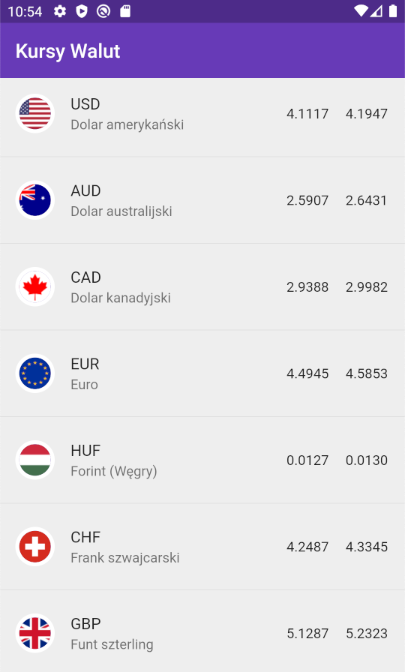 10:54
Kursy Walut
USD
Dolar amerykański
4.1117 4.1947
AUD
Dolar australijski
2.5907 2.6431
CAD
Dolar kanadyjski
2.9388 2.9982
EUR
Euro
4.4945 4.5853
HUF
Forint (Węgry)
0.0127 0.0130
CHF
Frank szwajcarski
4.2487 4.3345
GBP
Funt szterling
5.1287 5.2323